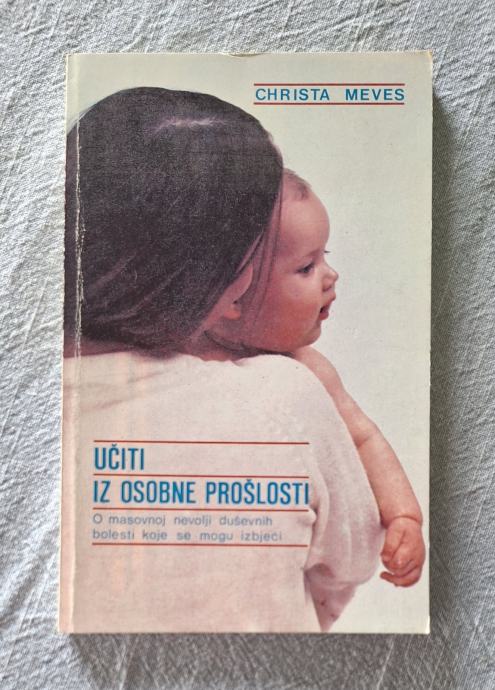 CHRISTA MEVES
UČITI
IZ OSOBNE PROŠLOSTI
O masovnoj nevolji duševnih
bolesti koje se mogu izbjeći